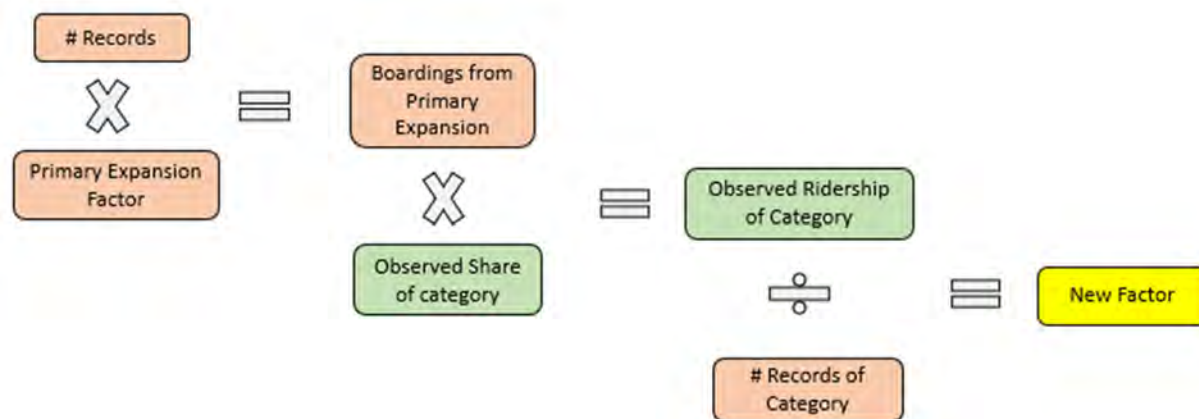 # Records
Primary Expansion
Factor
Boardings from
Primary
Expansion
Observed Share
of category
Observed Ridership
of Category
# Records of
Category
New Factor